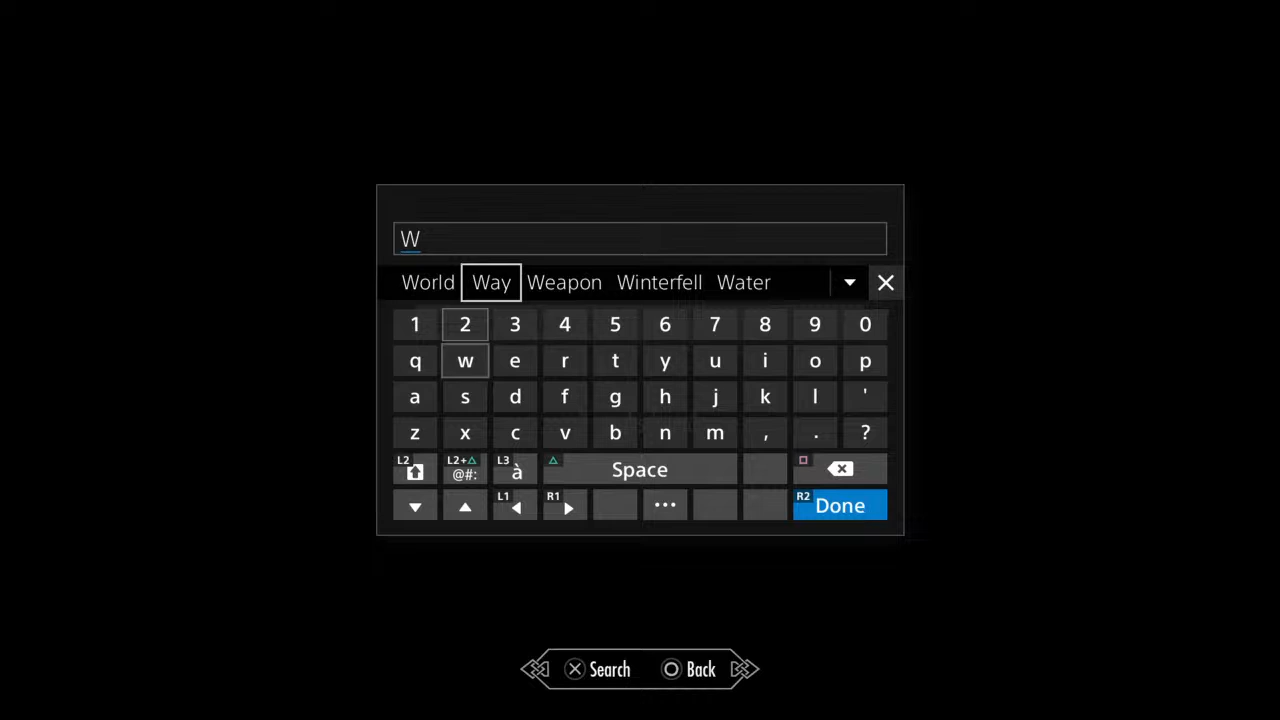 W
World Way Weapon Winterfell Water
1 2 3 4 5 6 7 8 9 0
q w e r t y u i o p
a s d f g h j k l '
z x c v b n m , . ?
L2 L2+△ @#: L3 à △ Space
L1 R1 ... R2 Done
Search Back